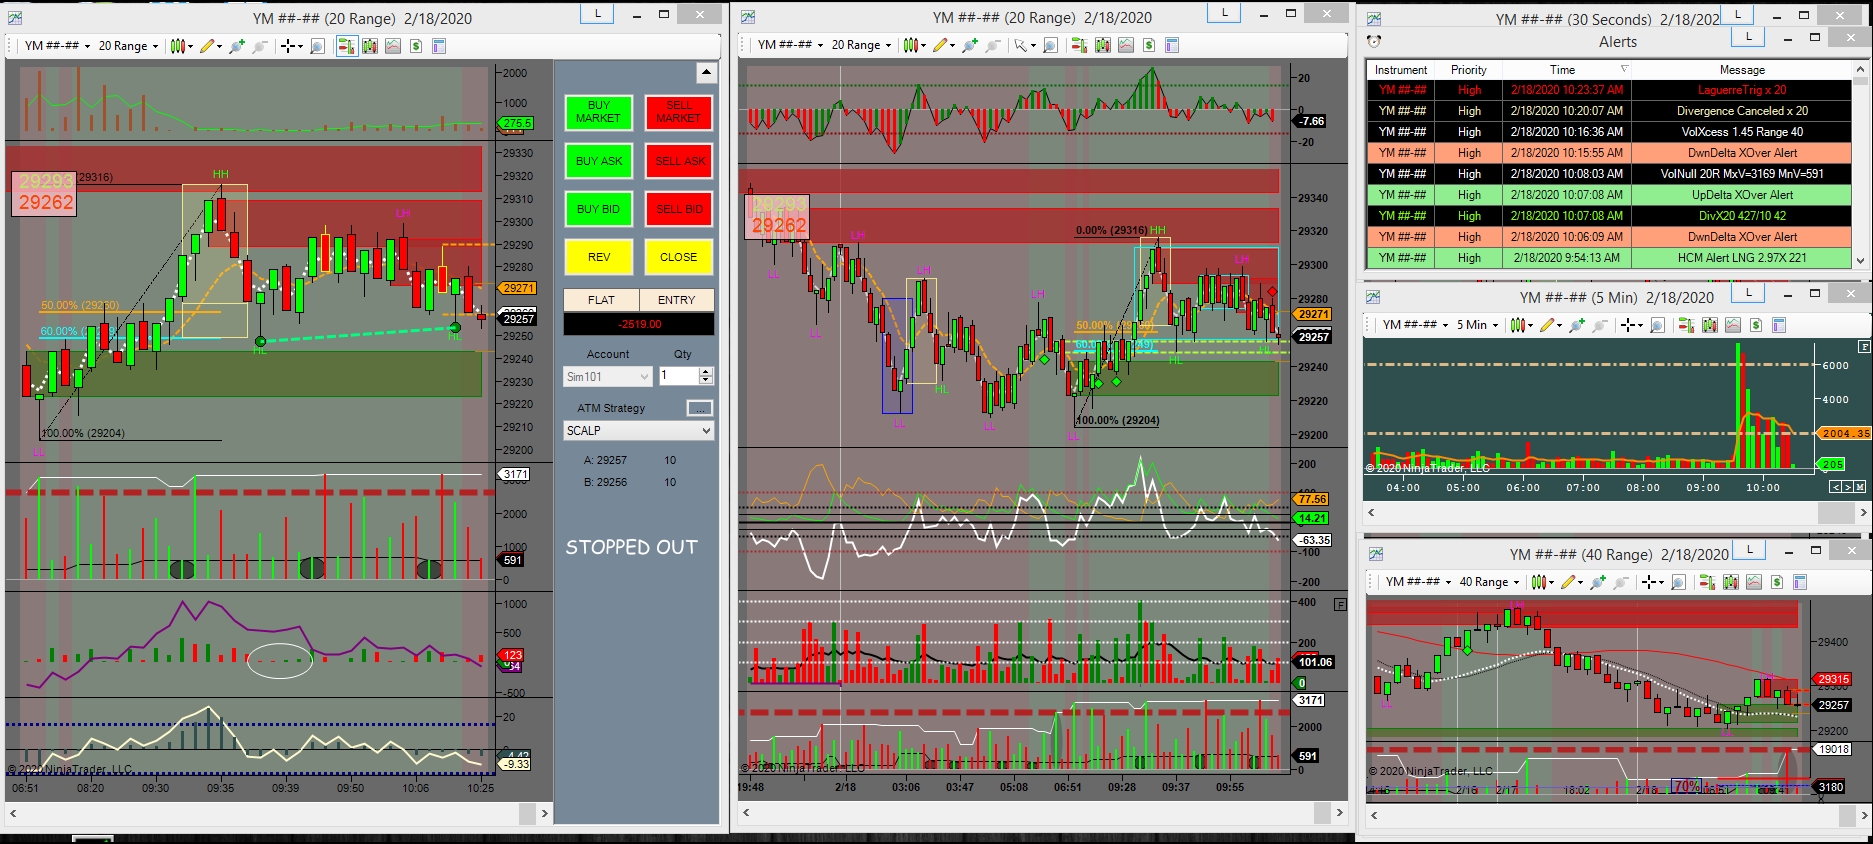 YM ##-## (20 Range) 2/18/2020
L
YM ##-## 20 Range
2000
1000
275.5
29330
29320
29310
29300
29290
29280
29271
29257
29250
29240
29230
29220
29210
29200
29293
29262
29316)
HH
LH
50.00% (29260)
HL
HL
100.00% (29204)
LL
3171
2000
1000
591
0
1000
500
123
-500
20
-4.42
-9.33
© 2020 NinjaTrader, LLC
06:51 08:20 09:30 09:35 09:39 09:50 10:06 10:25
BUY MARKET
SELL MARKET
BUY ASK
SELL ASK
BUY BID
SELL BID
REV
CLOSE
FLAT
ENTRY
-2519.00
Account
Qty
Sim101
1
ATM Strategy
...
SCALP
A: 29257 10
B: 29256 10
STOPPED OUT
YM ##-## (20 Range) 2/18/2020
L
YM ##-## 20 Range
20
0
-7.66
-20
29340
29320
29300
29280
29271
29257
29240
29220
29200
29293
29262
0.00% (29316)
HH
LH
LH
LH
LH
LL
LL
LL
LL
LL
HL
HL
HL
100.00% (29204)
200
77.56
14.21
-63.35
-100
-200
400
F
200
101.06
0
3171
2000
591
0
© 2020 NinjaTrader, LLC
19:48 2/18 03:06 03:47 05:08 06:51 09:28 09:37 09:55
YM ##-## (30 Seconds) 2/18/202
L
Alerts
L
Instrument Priority Time Message
YM ##-## High 2/18/2020 10:23:37 AM LaguerreTrig x 20
YM ##-## High 2/18/2020 10:20:07 AM Divergence Canceled x 20
YM ##-## High 2/18/2020 10:16:36 AM VolXcess 1.45 Range 40
YM ##-## High 2/18/2020 10:15:55 AM DwnDelta XOver Alert
YM ##-## High 2/18/2020 10:08:03 AM VolNull 20R MxV=3169 MnV=591
YM ##-## High 2/18/2020 10:07:08 AM UpDelta XOver Alert
YM ##-## High 2/18/2020 10:07:08 AM DivX20 427/10 42
YM ##-## High 2/18/2020 10:06:09 AM DwnDelta XOver Alert
YM ##-## High 2/18/2020 9:54:13 AM HCM Alert LNG 2.97X 221
YM ##-## (5 Min) 2/18/2020
L
YM ##-## 5 Min
F
6000
4000
2004.35
205
© 2020 NinjaTrader, LLC
04:00 05:00 06:00 07:00 08:00 09:00 10:00
< > M
YM ##-## (40 Range) 2/18/2020
L
YM ##-## 40 Range
29400
29315
29257
29200
LL
LL
19018
3180
70%
© 2020 NinjaTrader, LLC
2/16 2/17 18:02 2/18